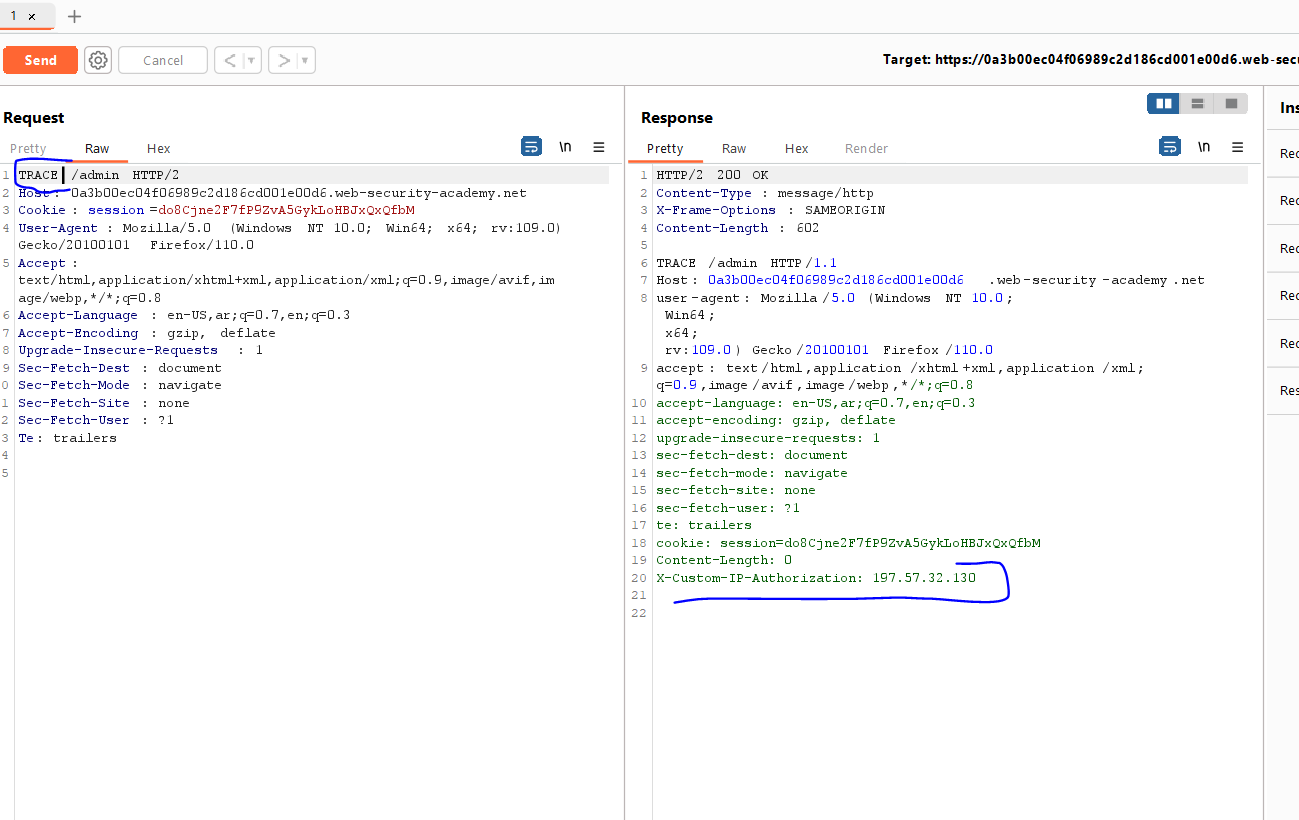 1 × +
Send Cancel < ▾ > ▾ Target: https://0a3b00ec04f06989c2d186cd001e00d6.web-secu
Request
Pretty Raw Hex \n ≡
1 TRACE /admin HTTP/2
2 Host: 0a3b00ec04f06989c2d186cd001e00d6.web-security-academy.net
3 Cookie: session=do8Cjne2F7fP9ZvA5GykLoHBJxQxQfbM
4 User-Agent: Mozilla/5.0 (Windows NT 10.0; Win64; x64; rv:109.0)
Gecko/20100101 Firefox/110.0
5 Accept:
text/html,application/xhtml+xml,application/xml;q=0.9,image/avif,im
age/webp,*/*;q=0.8
6 Accept-Language: en-US,ar;q=0.7,en;q=0.3
7 Accept-Encoding: gzip, deflate
8 Upgrade-Insecure-Requests: 1
9 Sec-Fetch-Dest: document
0 Sec-Fetch-Mode: navigate
1 Sec-Fetch-Site: none
2 Sec-Fetch-User: ?1
3 Te: trailers
4
5
Response
Pretty Raw Hex Render \n ≡
1 HTTP/2 200 OK
2 Content-Type: message/http
3 X-Frame-Options: SAMEORIGIN
4 Content-Length: 602
5
6 TRACE /admin HTTP/1.1
7 Host: 0a3b00ec04f06989c2d186cd001e00d6.web-security-academy.net
8 user-agent: Mozilla/5.0 (Windows NT 10.0;
Win64;
x64;
rv:109.0) Gecko/20100101 Firefox/110.0
9 accept: text/html,application/xhtml+xml,application/xml;
q=0.9,image/avif,image/webp,*/*;q=0.8
10 accept-language: en-US,ar;q=0.7,en;q=0.3
11 accept-encoding: gzip, deflate
12 upgrade-insecure-requests: 1
13 sec-fetch-dest: document
14 sec-fetch-mode: navigate
15 sec-fetch-site: none
16 sec-fetch-user: ?1
17 te: trailers
18 cookie: session=do8Cjne2F7fP9ZvA5GykLoHBJxQxQfbM
19 Content-Length: 0
20 X-Custom-IP-Authorization: 197.57.32.130
21
22
Ins
Rec
Rec
Rec
Rec
Rec
Res